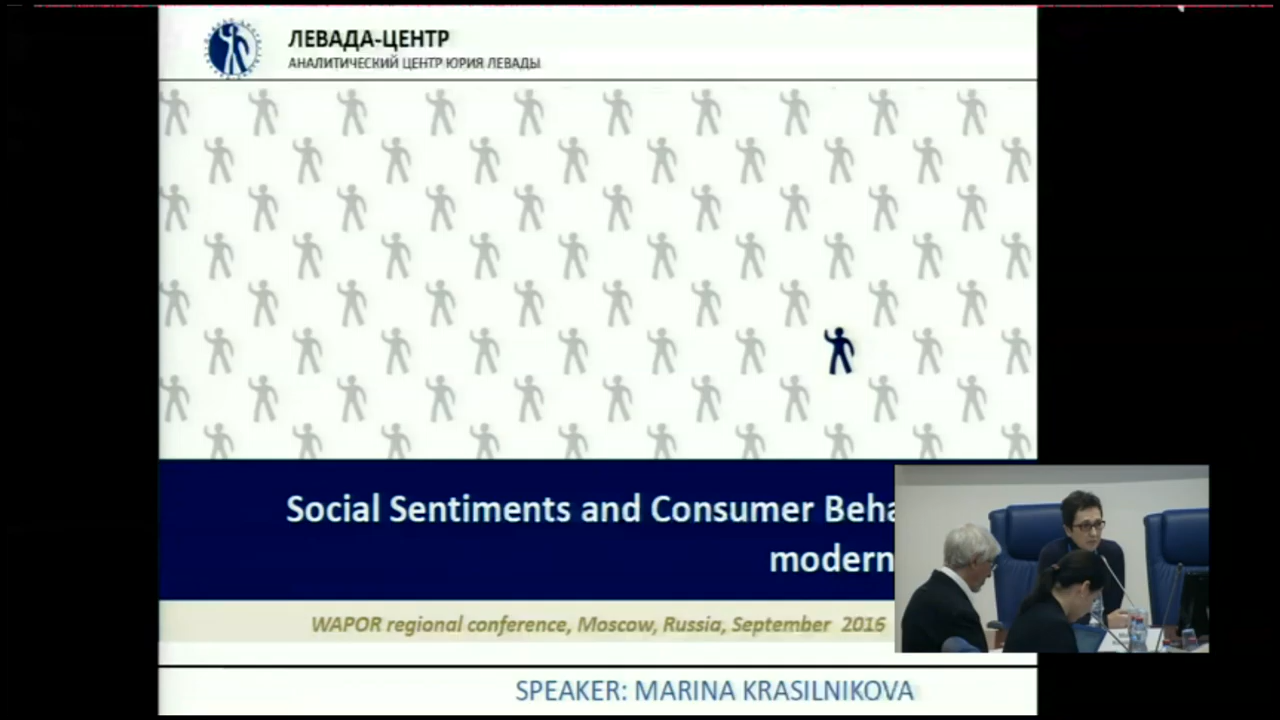 ЛЕВАДА-ЦЕНТР
АНАЛИТИЧЕСКИЙ ЦЕНТР ЮРИЯ ЛЕВАДЫ
Social Sentiments and Consumer
modern
WAPOR regional conference, Moscow, Russia, September 2016
SPEAKER: MARINA KRASILNIKOVA